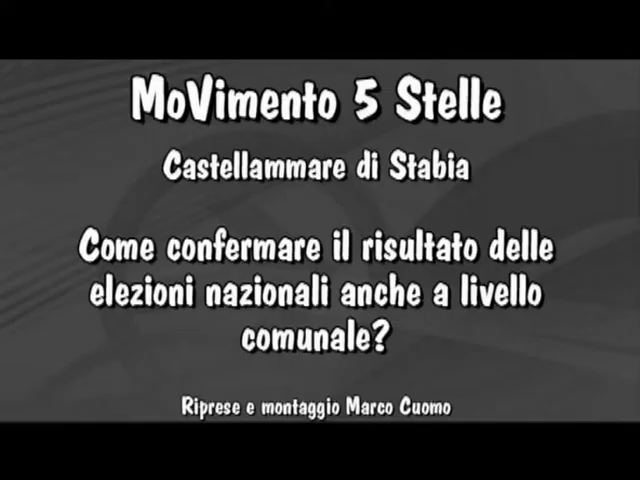 MoVimento 5 Stelle
Castellammare di Stabia
Come confermare il risultato delle
elezioni nazionali anche a livello
comunale?
Riprese e montaggio Marco Cuomo